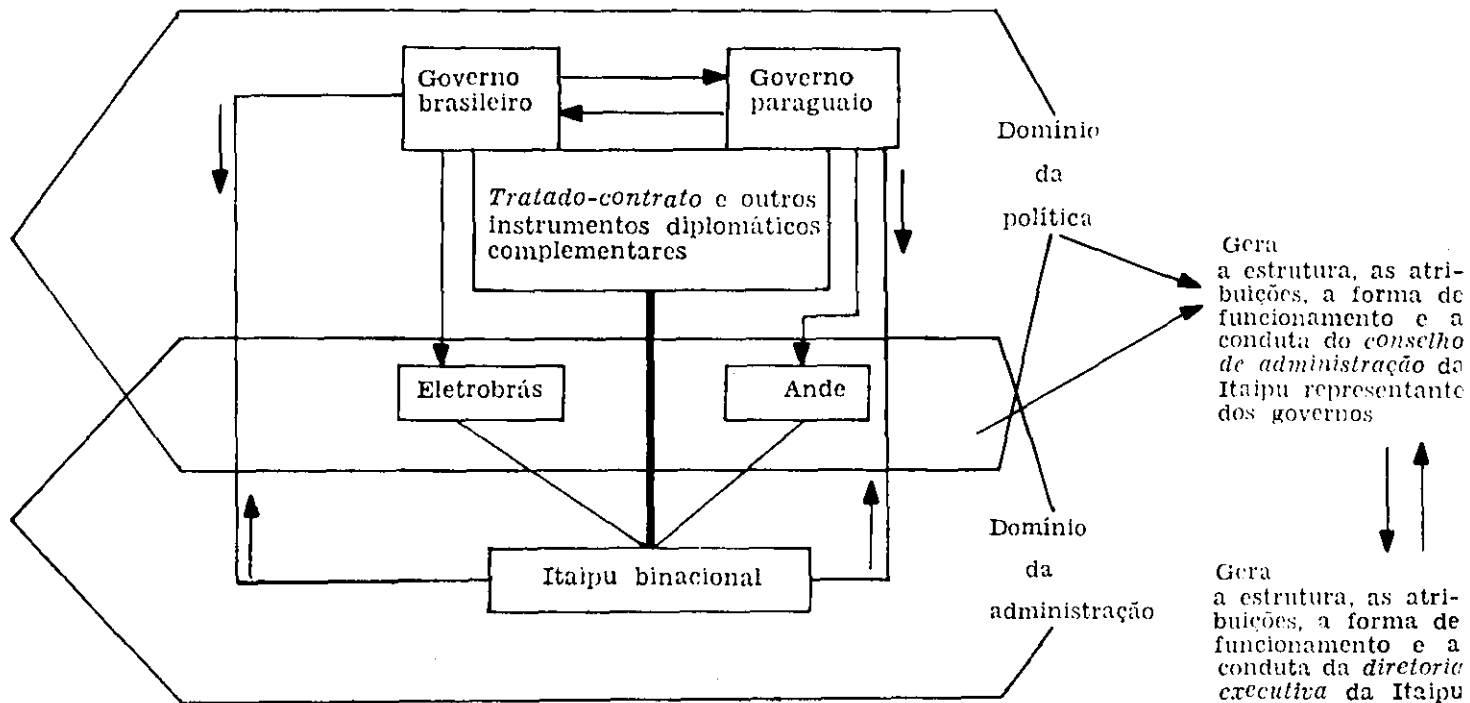 Governo
brasileiro
Governo
paraguaio
Tratado-contrato e outros
instrumentos diplomáticos
complementares
Domínio
da
política
Eletrobrás
Ande
Itaipu binacional
Domínio
da
administração
Gera
a estrutura, as atri-
buições, a forma de
funcionamento e a
conduta do conselho
de administração da
Itaipu representante
dos governos
Gera
a estrutura, as atri-
buições, a forma de
funcionamento e a
conduta da diretoria
executiva da Itaipu